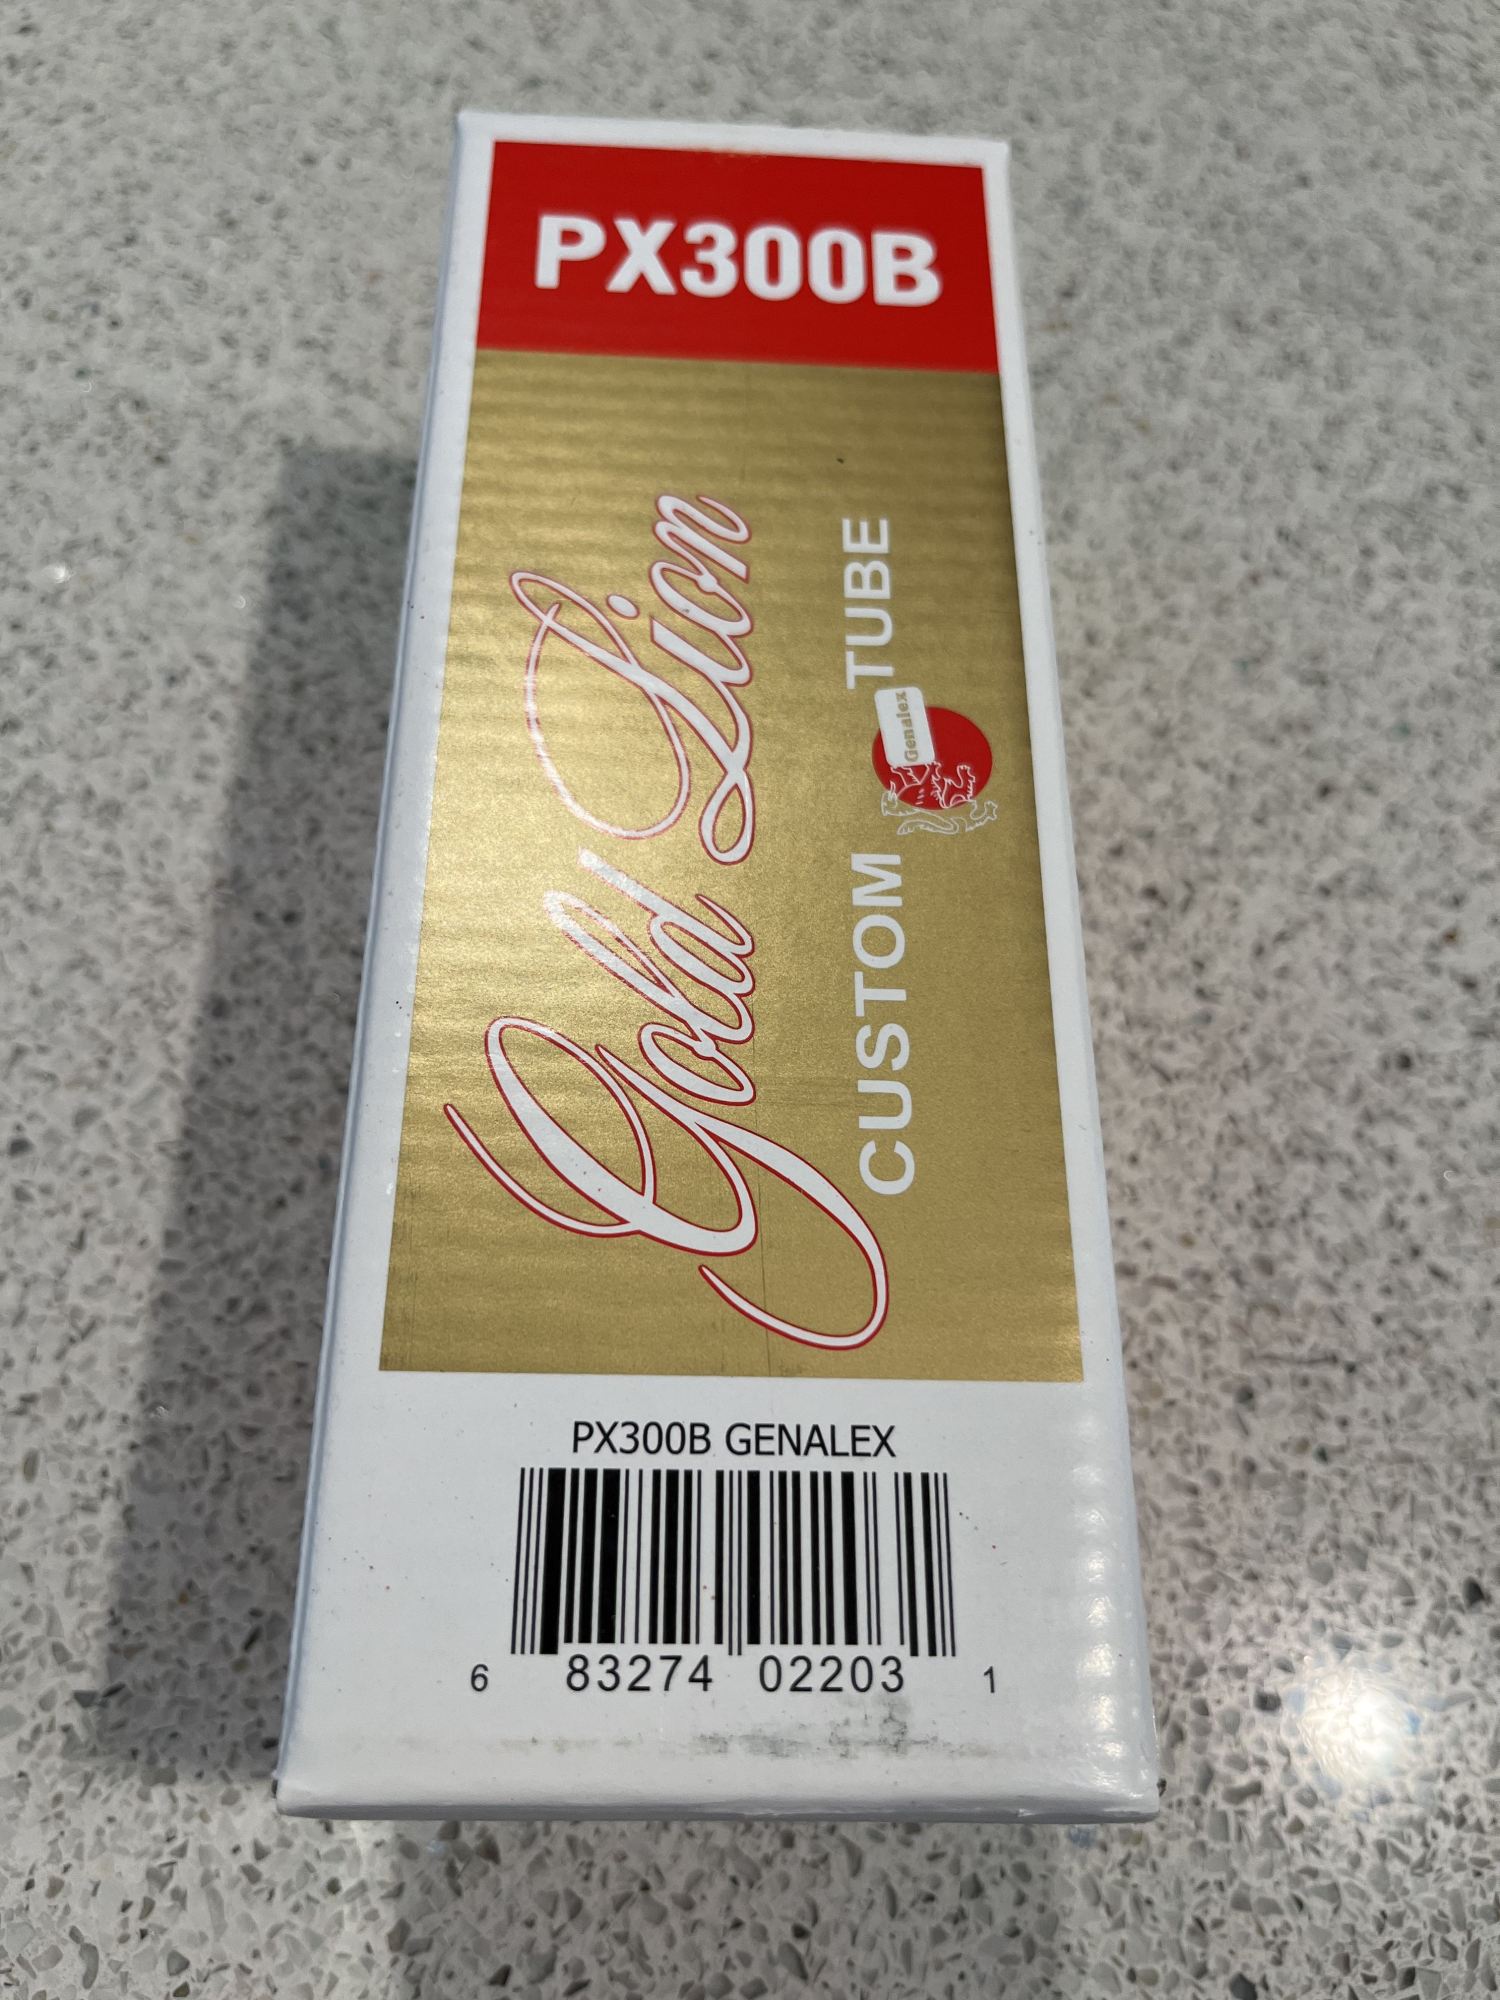 PX300B
Gold Lion
CUSTOM TUBE
Genalex
PX300B GENALEX
6 83274 02203 1